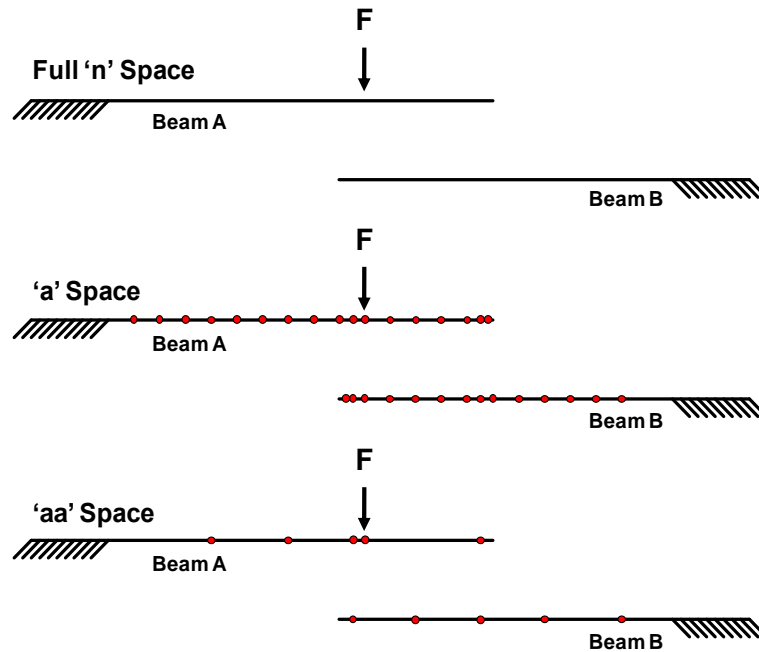 F
Full ‘n’ Space
Beam A
Beam B
F
‘a’ Space
Beam A
Beam B
F
‘aa’ Space
Beam A
Beam B